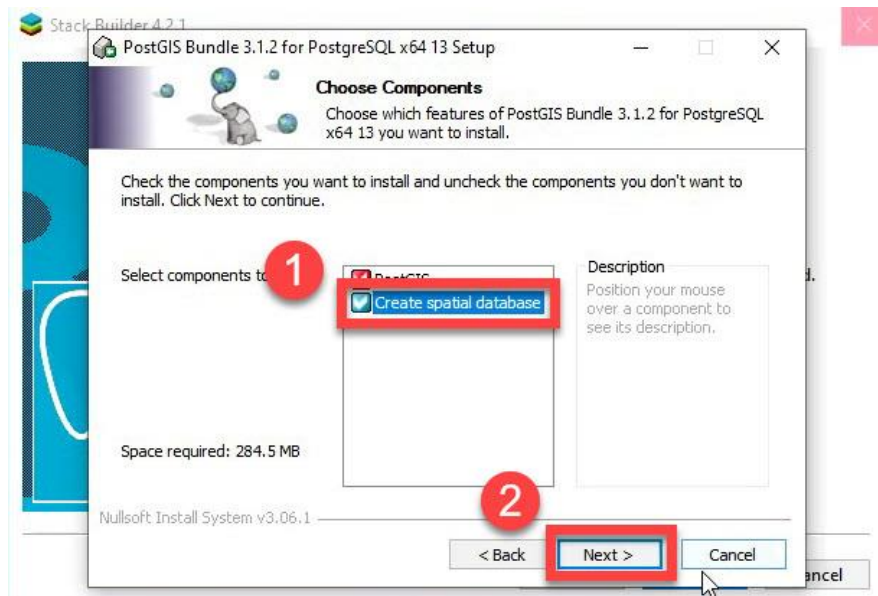 Stack Builder 4.2.1
PostGIS Bundle 3.1.2 for PostgreSQL x64 13 Setup
Choose Components
Choose which features of PostGIS Bundle 3.1.2 for PostgreSQL
x64 13 you want to install.
Check the components you want to install and uncheck the components you don't want to
install. Click Next to continue.
1
Select components to
PostGIS
Create spatial database
Description
Position your mouse
over a component to
see its description.
d.
Space required: 284.5 MB
2
Nullsoft Install System v3.06.1
< Back
Next >
Cancel
ancel